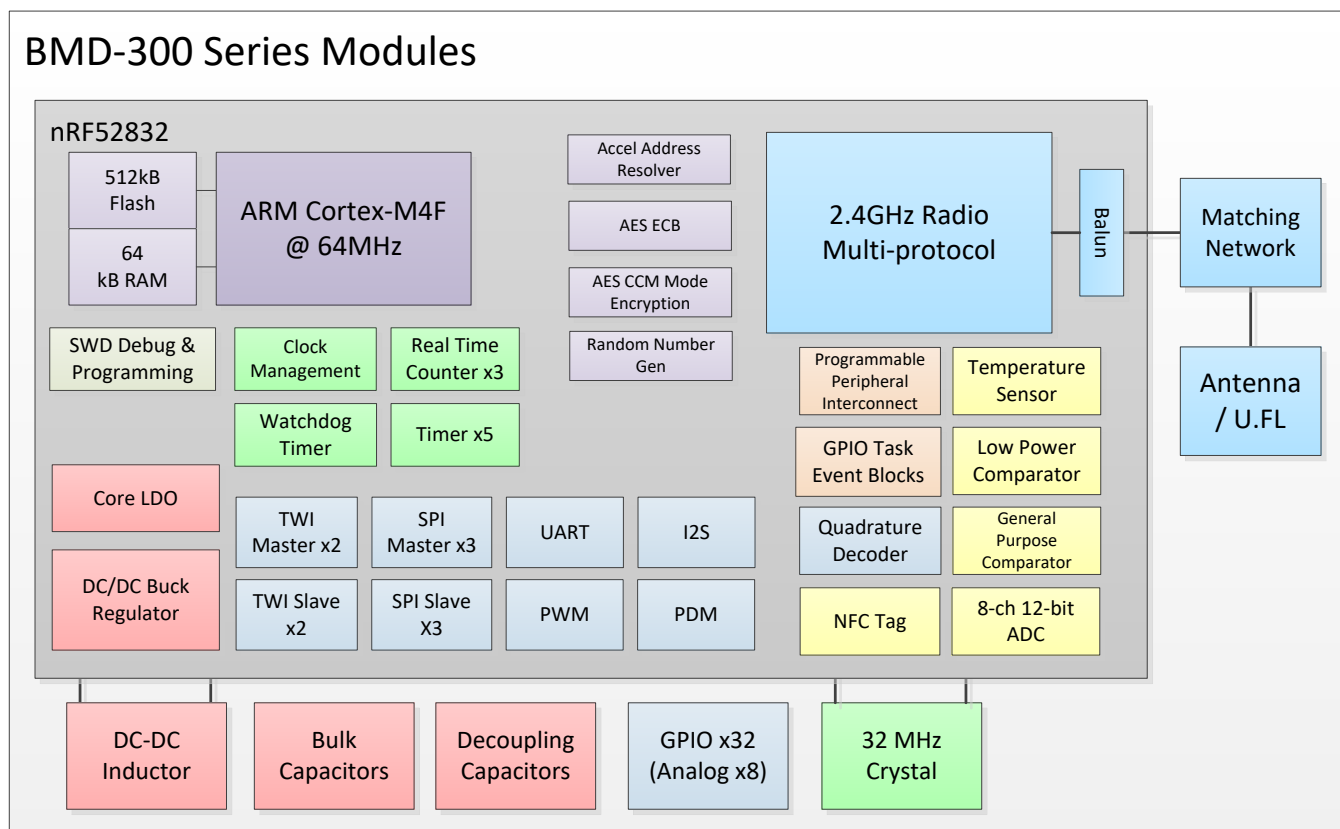 BMD-300 Series Modules
nRF52832
512kB
Flash
64
kB RAM
ARM Cortex-M4F
@ 64MHz
Accel Address
Resolver
AES ECB
AES CCM Mode
Encryption
Random Number
Gen
2.4GHz Radio
Multi-protocol
Balun
Matching
Network
Antenna
/ U.FL
SWD Debug &
Programming
Clock
Management
Real Time
Counter x3
Watchdog
Timer
Timer x5
Programmable
Peripheral
Interconnect
Temperature
Sensor
GPIO Task
Event Blocks
Low Power
Comparator
Core LDO
DC/DC Buck
Regulator
TWI
Master x2
SPI
Master x3
UART
I2S
Quadrature
Decoder
General
Purpose
Comparator
TWI Slave
x2
SPI Slave
X3
PWM
PDM
NFC Tag
8-ch 12-bit
ADC
DC-DC
Inductor
Bulk
Capacitors
Decoupling
Capacitors
GPIO x32
(Analog x8)
32 MHz
Crystal